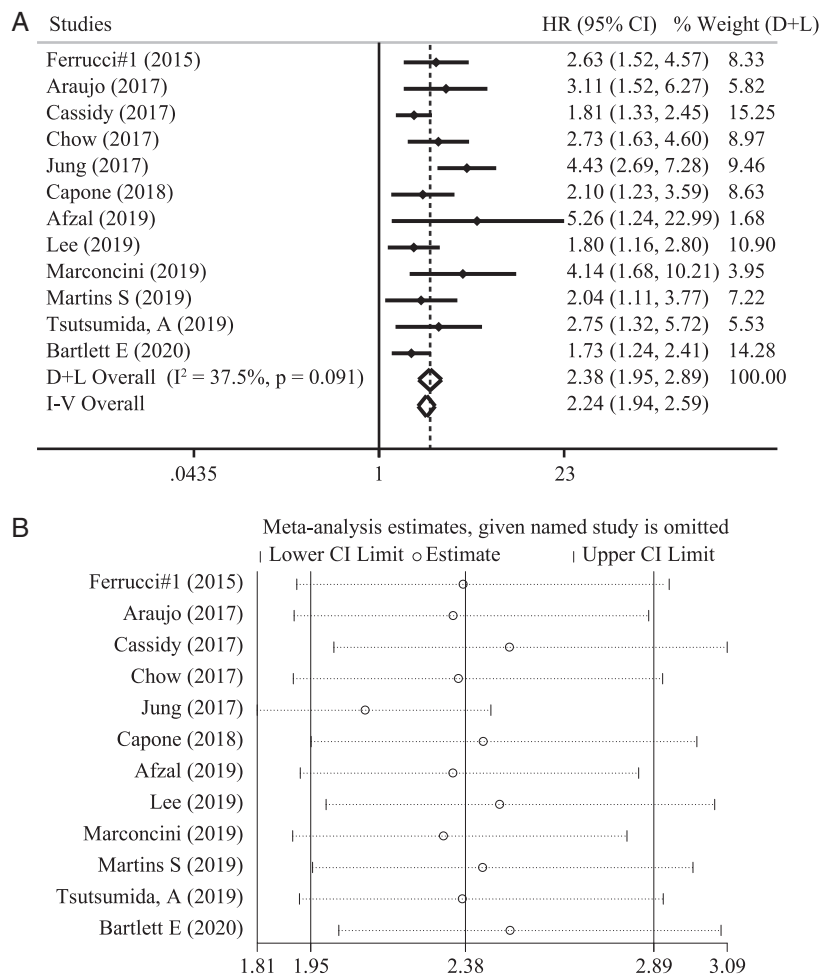 A
Studies HR (95% CI) % Weight (D+L)
Ferrucci#1 (2015) 2.63 (1.52, 4.57) 8.33
Araujo (2017) 3.11 (1.52, 6.27) 5.82
Cassidy (2017) 1.81 (1.33, 2.45) 15.25
Chow (2017) 2.73 (1.63, 4.60) 8.97
Jung (2017) 4.43 (2.69, 7.28) 9.46
Capone (2018) 2.10 (1.23, 3.59) 8.63
Afzal (2019) 5.26 (1.24, 22.99) 1.68
Lee (2019) 1.80 (1.16, 2.80) 10.90
Marconcini (2019) 4.14 (1.68, 10.21) 3.95
Martins S (2019) 2.04 (1.11, 3.77) 7.22
Tsutsumida, A (2019) 2.75 (1.32, 5.72) 5.53
Bartlett E (2020) 1.73 (1.24, 2.41) 14.28
D+L Overall (I² = 37.5%, p = 0.091) 2.38 (1.95, 2.89) 100.00
I-V Overall 2.24 (1.94, 2.59)
.0435 1 23
B
Meta-analysis estimates, given named study is omitted
Lower CI Limit Estimate Upper CI Limit
Ferrucci#1 (2015)
Araujo (2017)
Cassidy (2017)
Chow (2017)
Jung (2017)
Capone (2018)
Afzal (2019)
Lee (2019)
Marconcini (2019)
Martins S (2019)
Tsutsumida, A (2019)
Bartlett E (2020)
1.81 1.95 2.38 2.89 3.09